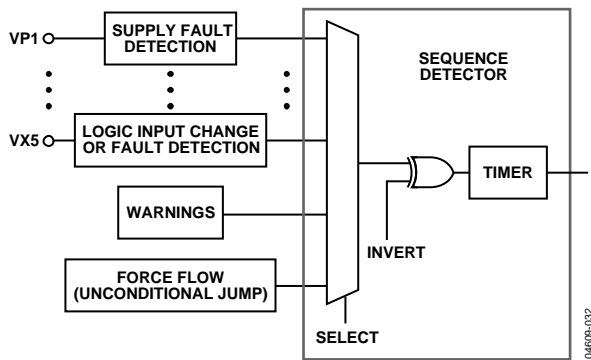 VP1
SUPPLY FAULT
DETECTION
SEQUENCE
DETECTOR
VX5
LOGIC INPUT CHANGE
OR FAULT DETECTION
TIMER
WARNINGS
INVERT
FORCE FLOW
(UNCONDITIONAL JUMP)
SELECT
04609-032